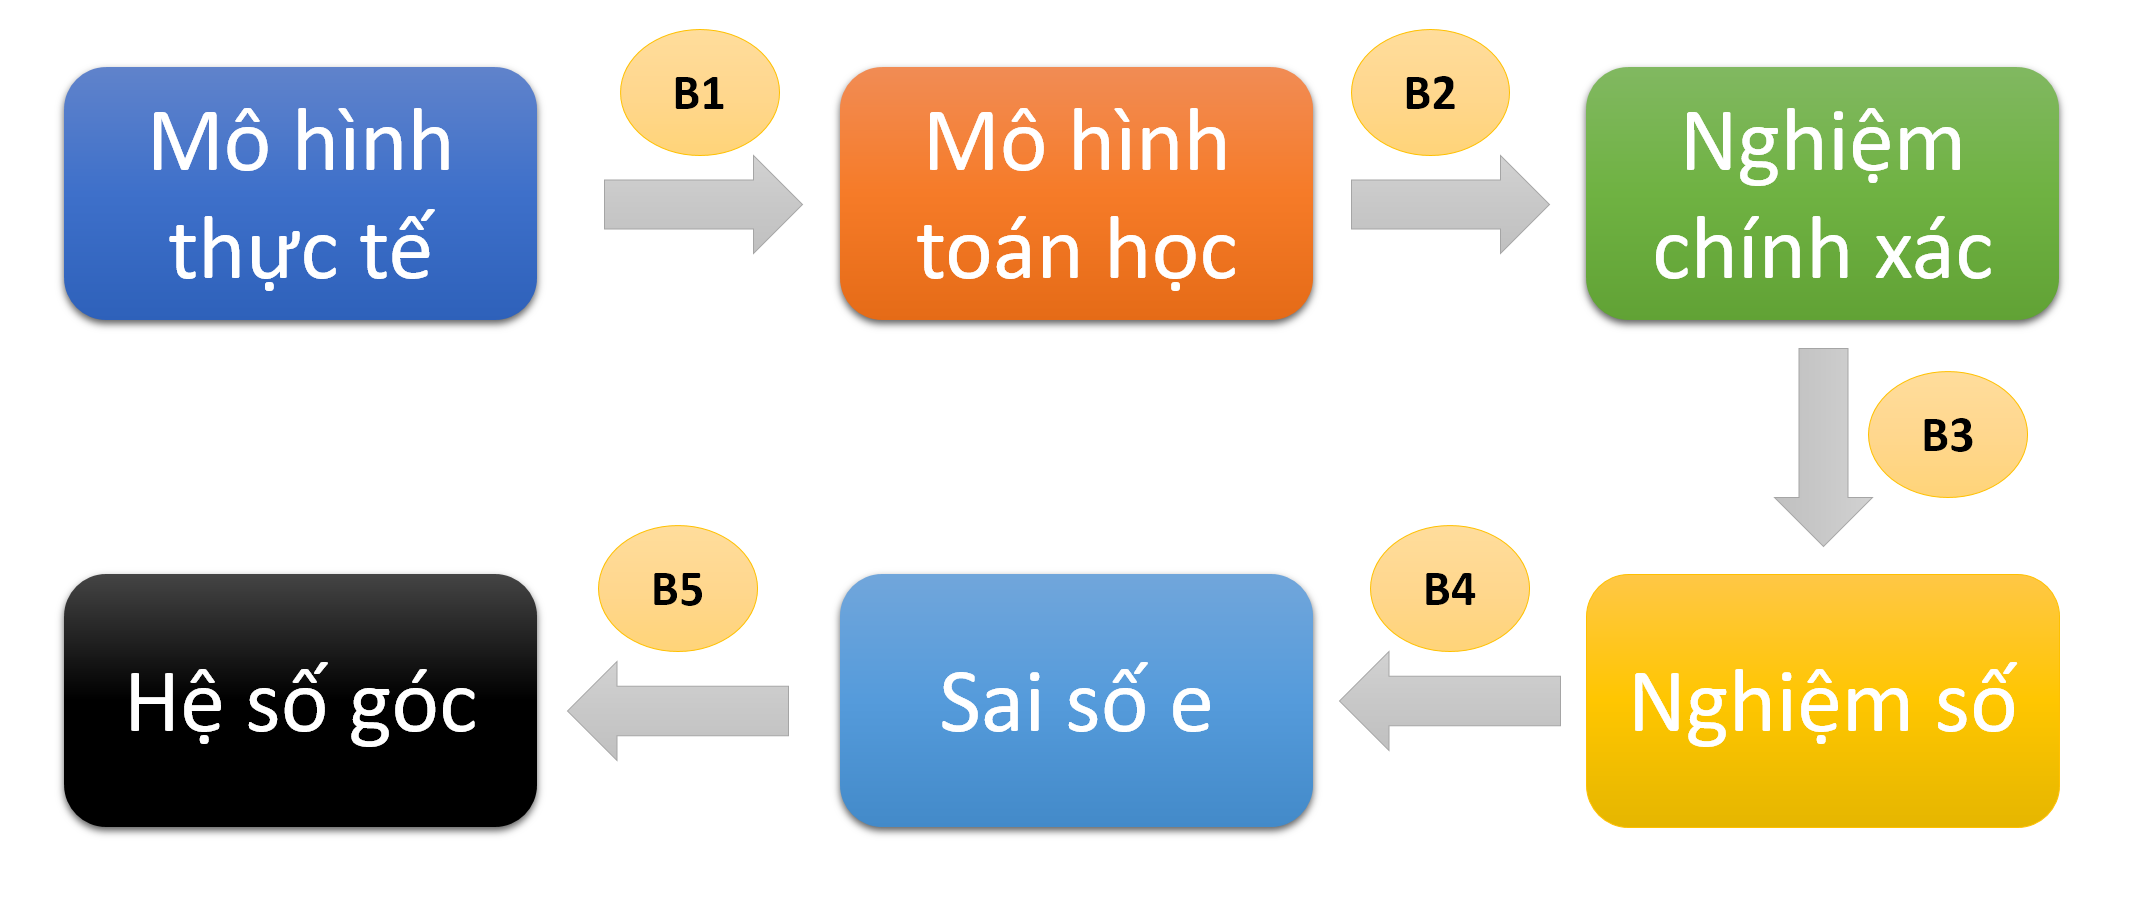 B1
B2
Mô hình
thực tế
Mô hình
toán học
Nghiệm
chính xác
B3
B5
B4
Hệ số góc
Sai số e
Nghiệm số